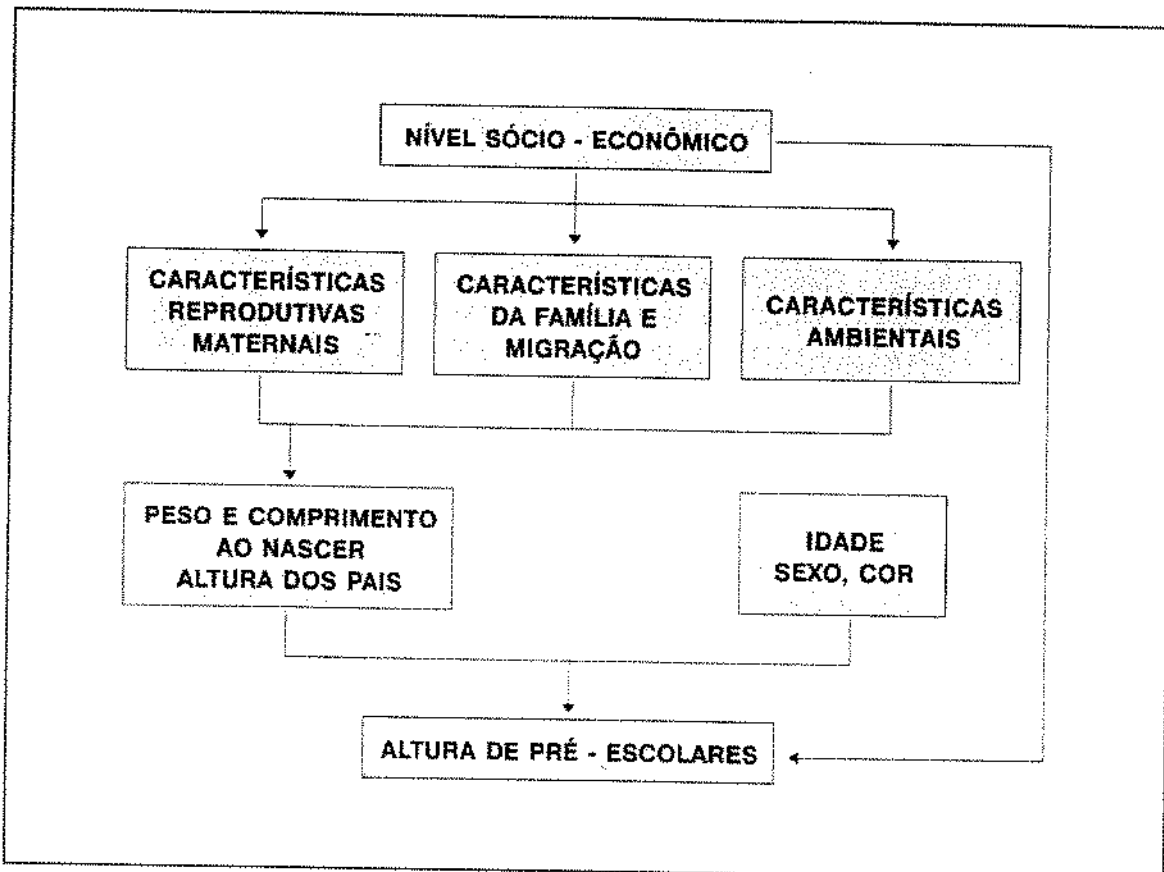 NÍVEL SÓCIO - ECONÔMICO
CARACTERÍSTICAS
REPRODUTIVAS
MATERNAIS
CARACTERÍSTICAS
DA FAMÍLIA E
MIGRAÇÃO
CARACTERÍSTICAS
AMBIENTAIS
PESO E COMPRIMENTO
AO NASCER
ALTURA DOS PAIS
IDADE
SEXO, COR
ALTURA DE PRÉ - ESCOLARES